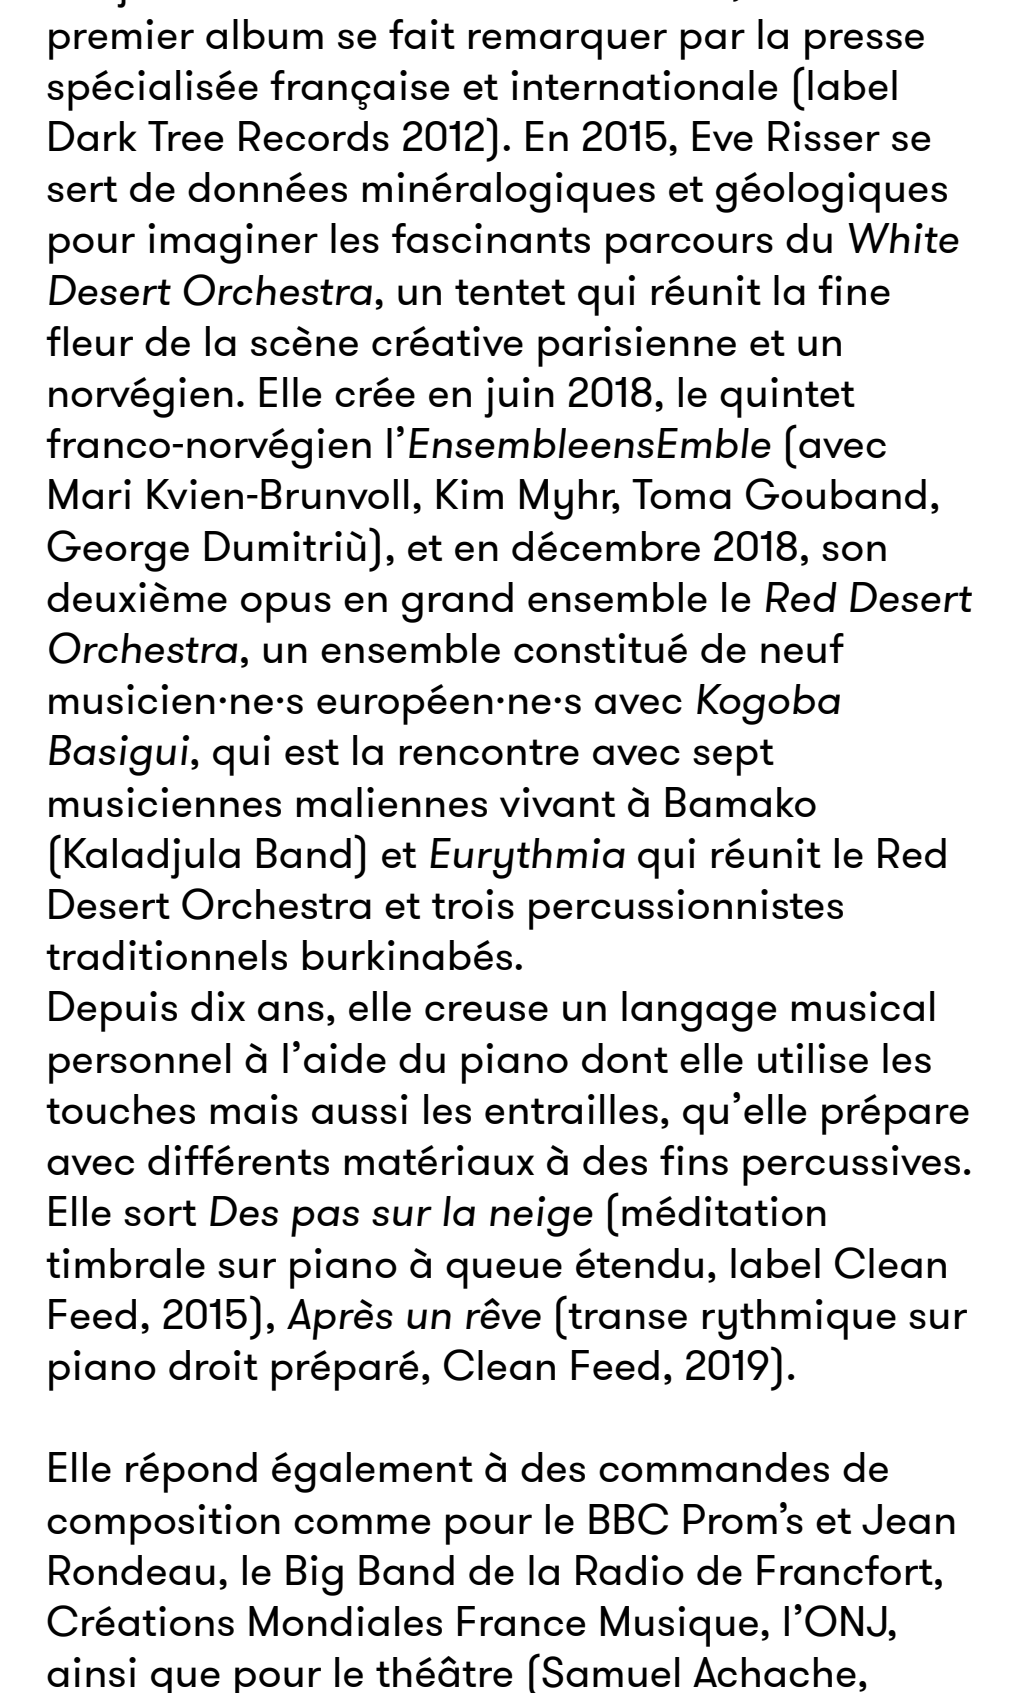 premier album se fait remarquer par la presse
spécialisée française et internationale (label
Dark Tree Records 2012). En 2015, Eve Risser se
sert de données minéralogiques et géologiques
pour imaginer les fascinants parcours du White
Desert Orchestra, un tentet qui réunit la fine
fleur de la scène créative parisienne et un
norvégien. Elle crée en juin 2018, le quintet
franco-norvégien l’EnsembleensEmble (avec
Mari Kvien-Brunvoll, Kim Myhr, Toma Gouband,
George Dumitriù), et en décembre 2018, son
deuxième opus en grand ensemble le Red Desert
Orchestra, un ensemble constitué de neuf
musicien·ne·s européen·ne·s avec Kogoba
Basigui, qui est la rencontre avec sept
musiciennes maliennes vivant à Bamako
(Kaladjula Band) et Eurythmia qui réunit le Red
Desert Orchestra et trois percussionnistes
traditionnels burkinabés.
Depuis dix ans, elle creuse un langage musical
personnel à l’aide du piano dont elle utilise les
touches mais aussi les entrailles, qu’elle prépare
avec différents matériaux à des fins percussives.
Elle sort Des pas sur la neige (méditation
timbrale sur piano à queue étendu, label Clean
Feed, 2015), Après un rêve (transe rythmique sur
piano droit préparé, Clean Feed, 2019).
Elle répond également à des commandes de
composition comme pour le BBC Prom’s et Jean
Rondeau, le Big Band de la Radio de Francfort,
Créations Mondiales France Musique, l’ONJ,
ainsi que pour le théâtre (Samuel Achache,